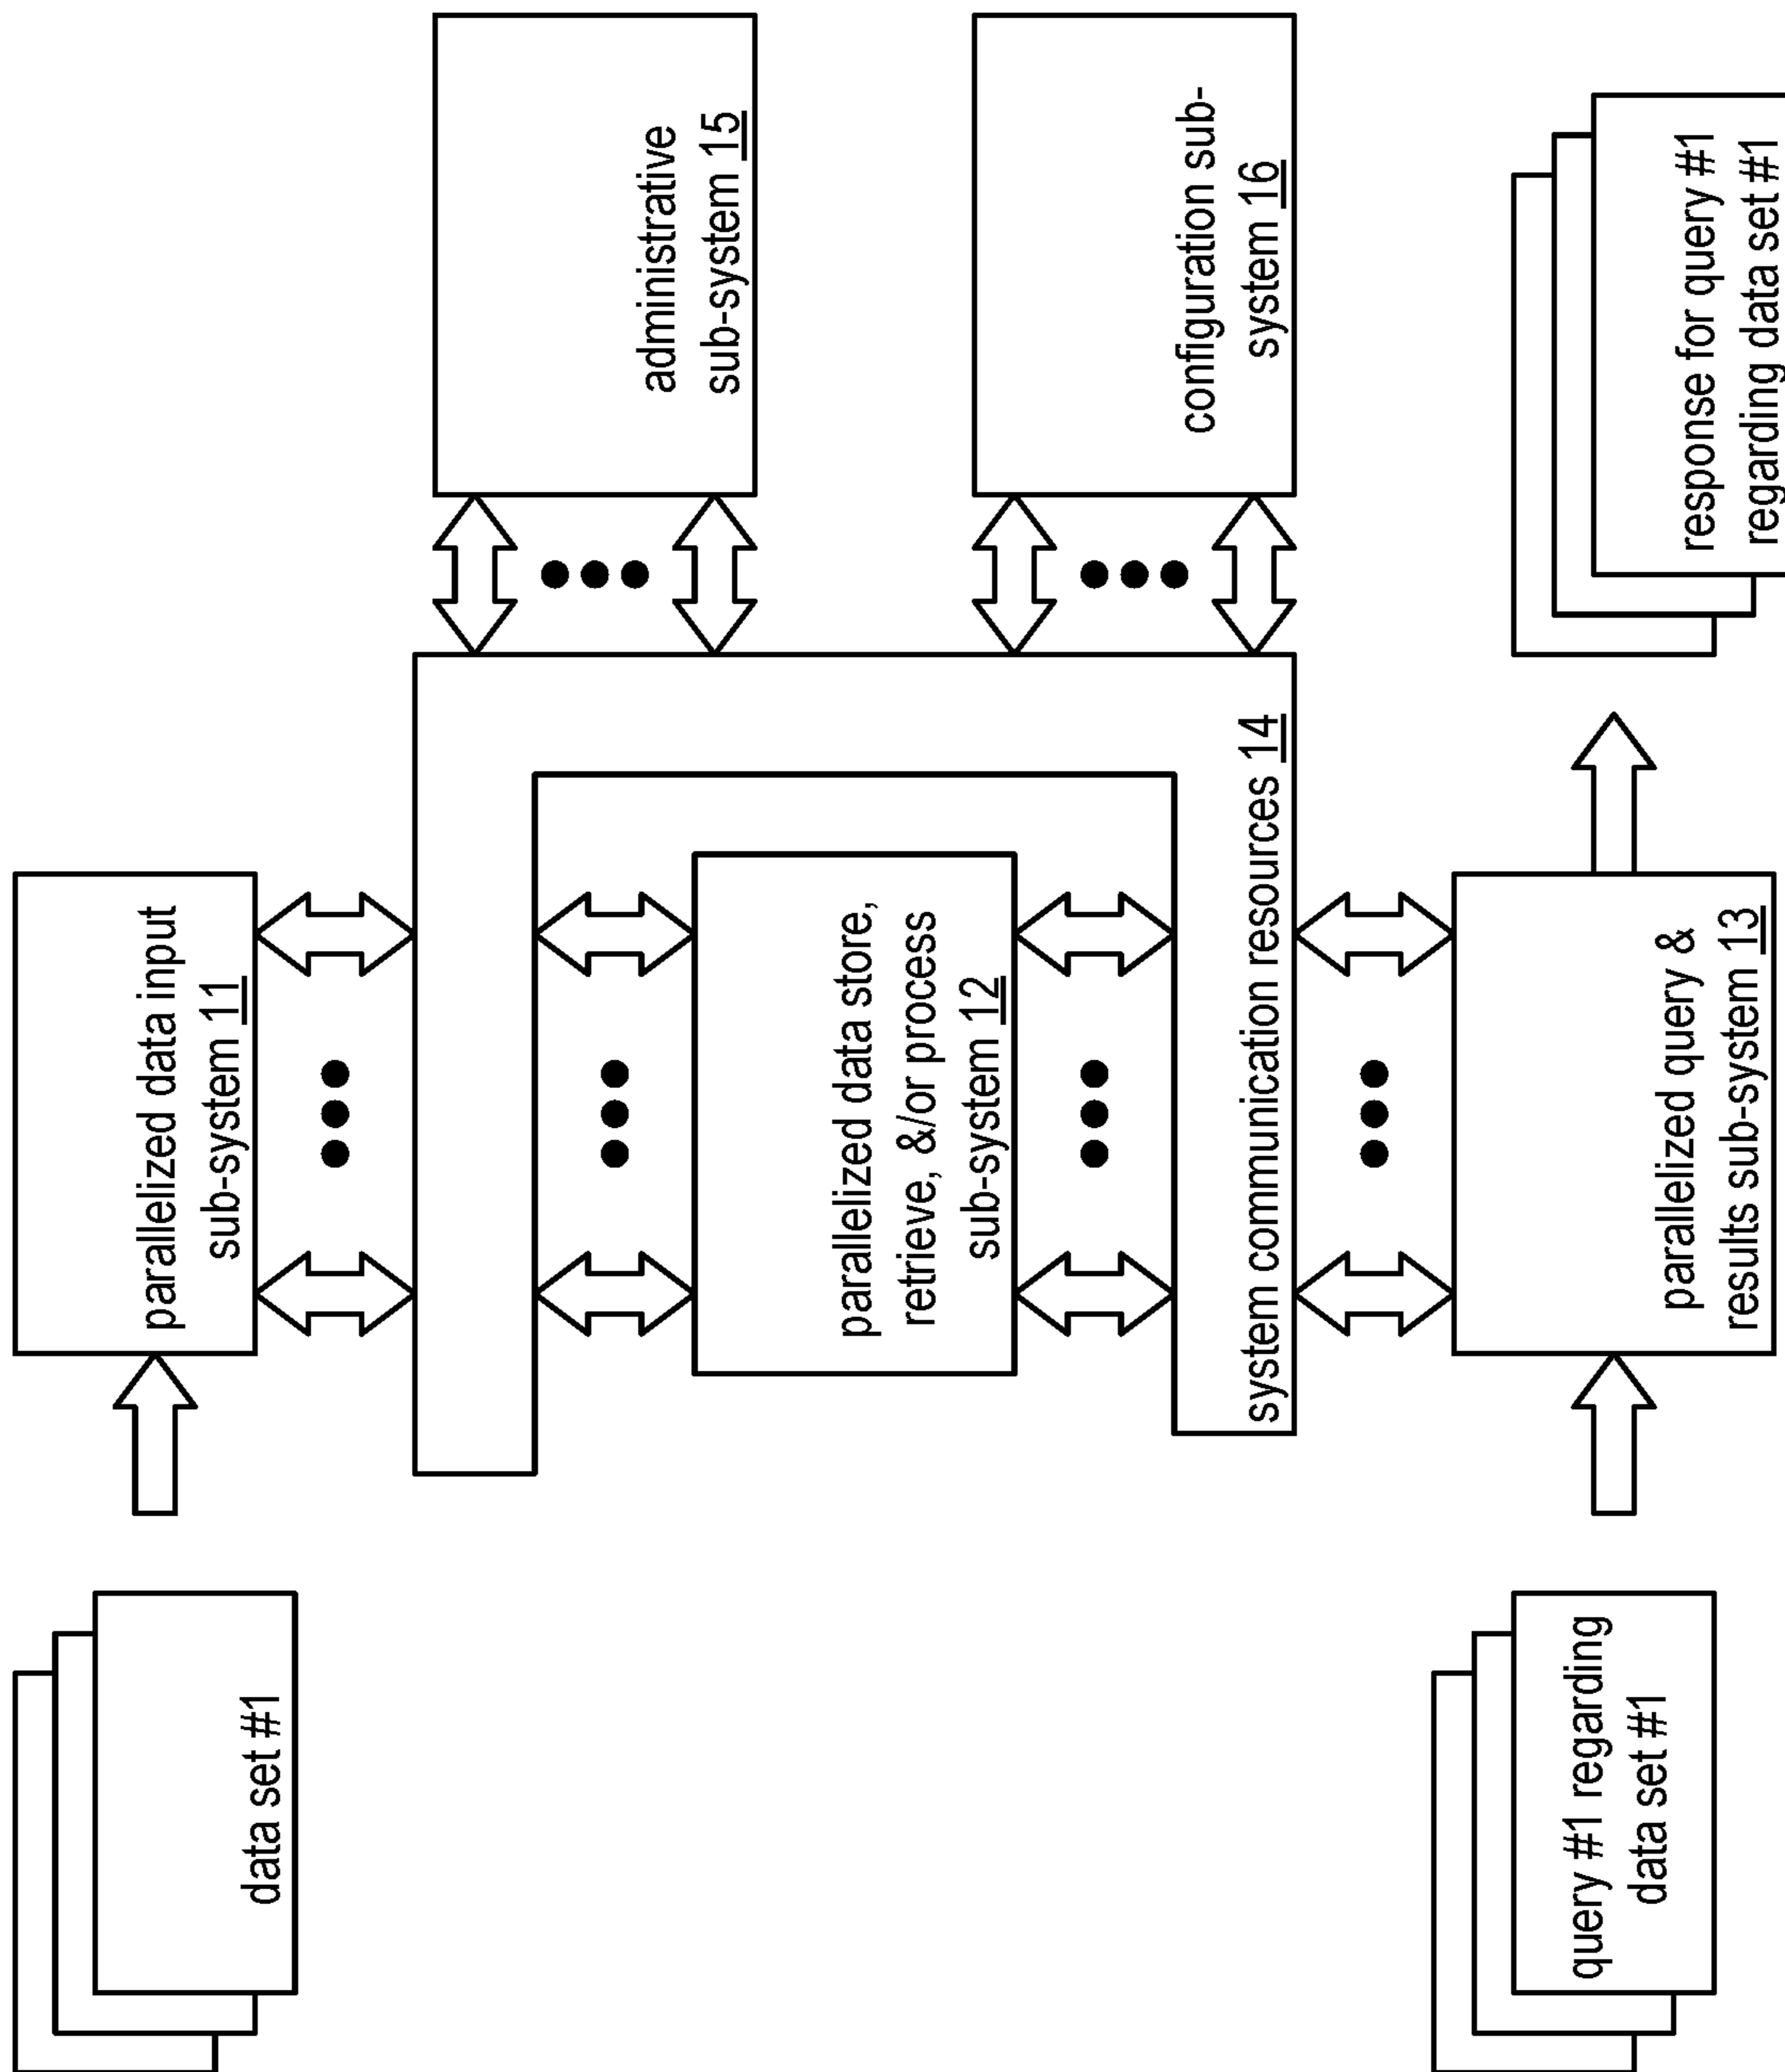 data set #1
parallelized data input
sub-system 11
administrative
sub-system 15
parallelized data store,
retrieve, &/or process
sub-system 12
configuration sub-
system 16
system communication resources 14
query #1 regarding
data set #1
parallelized query &
results sub-system 13
response for query #1
regarding data set #1